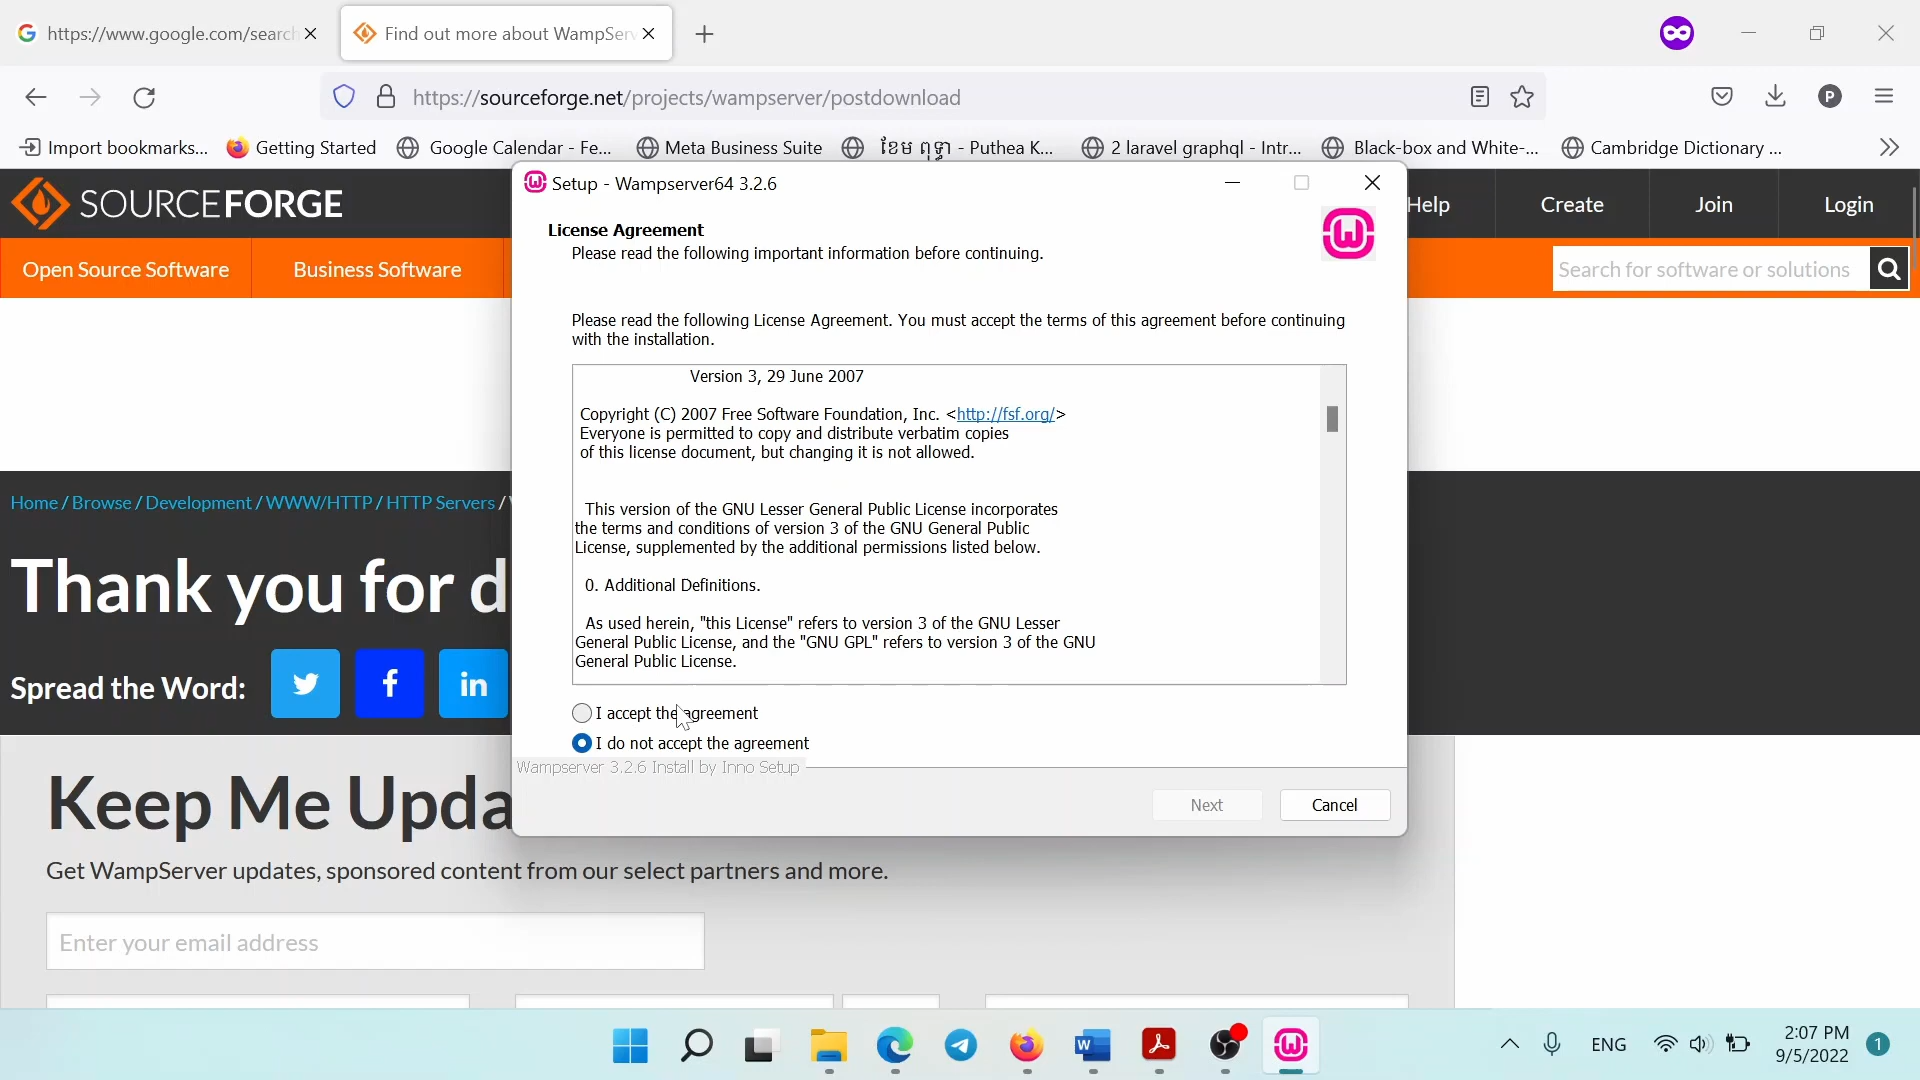 https://www.google.com/search
Find out more about WampSer
https://sourceforge.net/projects/wampserver/postdownload
P
Import bookmarks...
Getting Started
Google Calendar - Fe...
Meta Business Suite
ខែម ពុទ្ធា - Puthea K...
2 laravel graphql - Intr...
Black-box and White-...
Cambridge Dictionary ...
SOURCEFORGE
Help
Create
Join
Login
Open Source Software
Business Software
Search for software or solutions
Home / Browse / Development / WWW/HTTP / HTTP Servers /
Thank you for d
Spread the Word:
Setup - Wampserver64 3.2.6
License Agreement
Please read the following important information before continuing.
Please read the following License Agreement. You must accept the terms of this agreement before continuing
with the installation.
Version 3, 29 June 2007
Copyright (C) 2007 Free Software Foundation, Inc. <http://fsf.org/>
Everyone is permitted to copy and distribute verbatim copies
of this license document, but changing it is not allowed.
This version of the GNU Lesser General Public License incorporates
the terms and conditions of version 3 of the GNU General Public
License, supplemented by the additional permissions listed below.
0. Additional Definitions.
As used herein, "this License" refers to version 3 of the GNU Lesser
General Public License, and the "GNU GPL" refers to version 3 of the GNU
General Public License.
I accept the agreement
I do not accept the agreement
Wampserver 3.2.6 Install by Inno Setup
Next
Cancel
Keep Me Upda
Get WampServer updates, sponsored content from our select partners and more.
Enter your email address
ENG
2:07 PM
9/5/2022
1